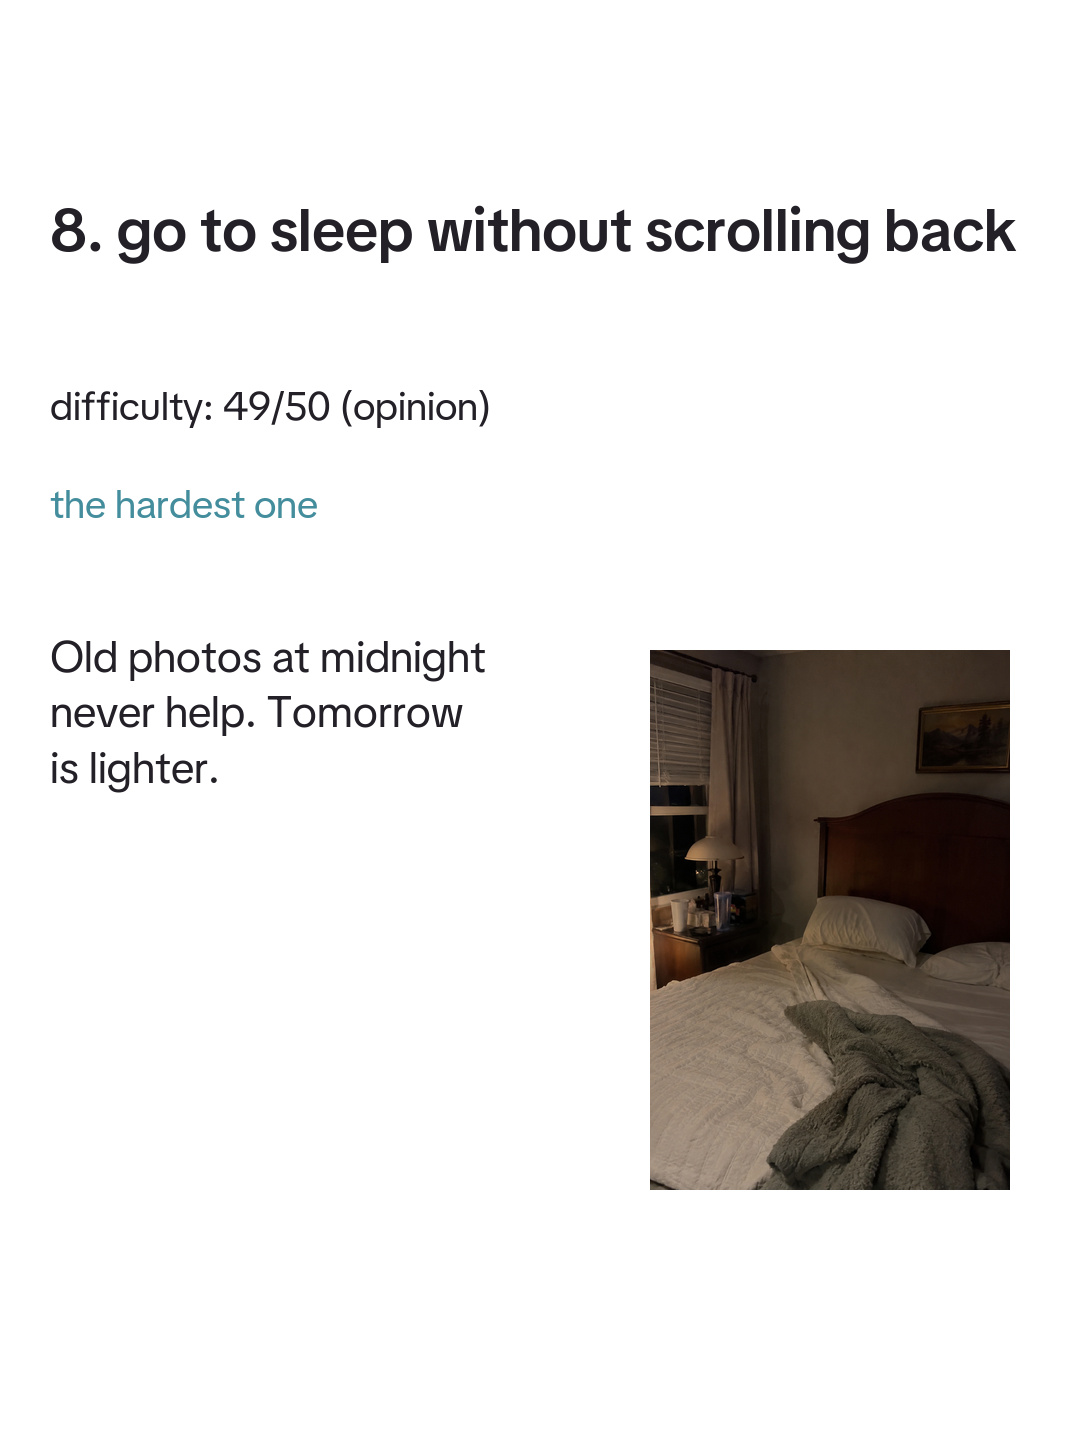 8. go to sleep without scrolling back
difficulty: 49/50 (opinion)
the hardest one
Old photos at midnight
never help. Tomorrow
is lighter.